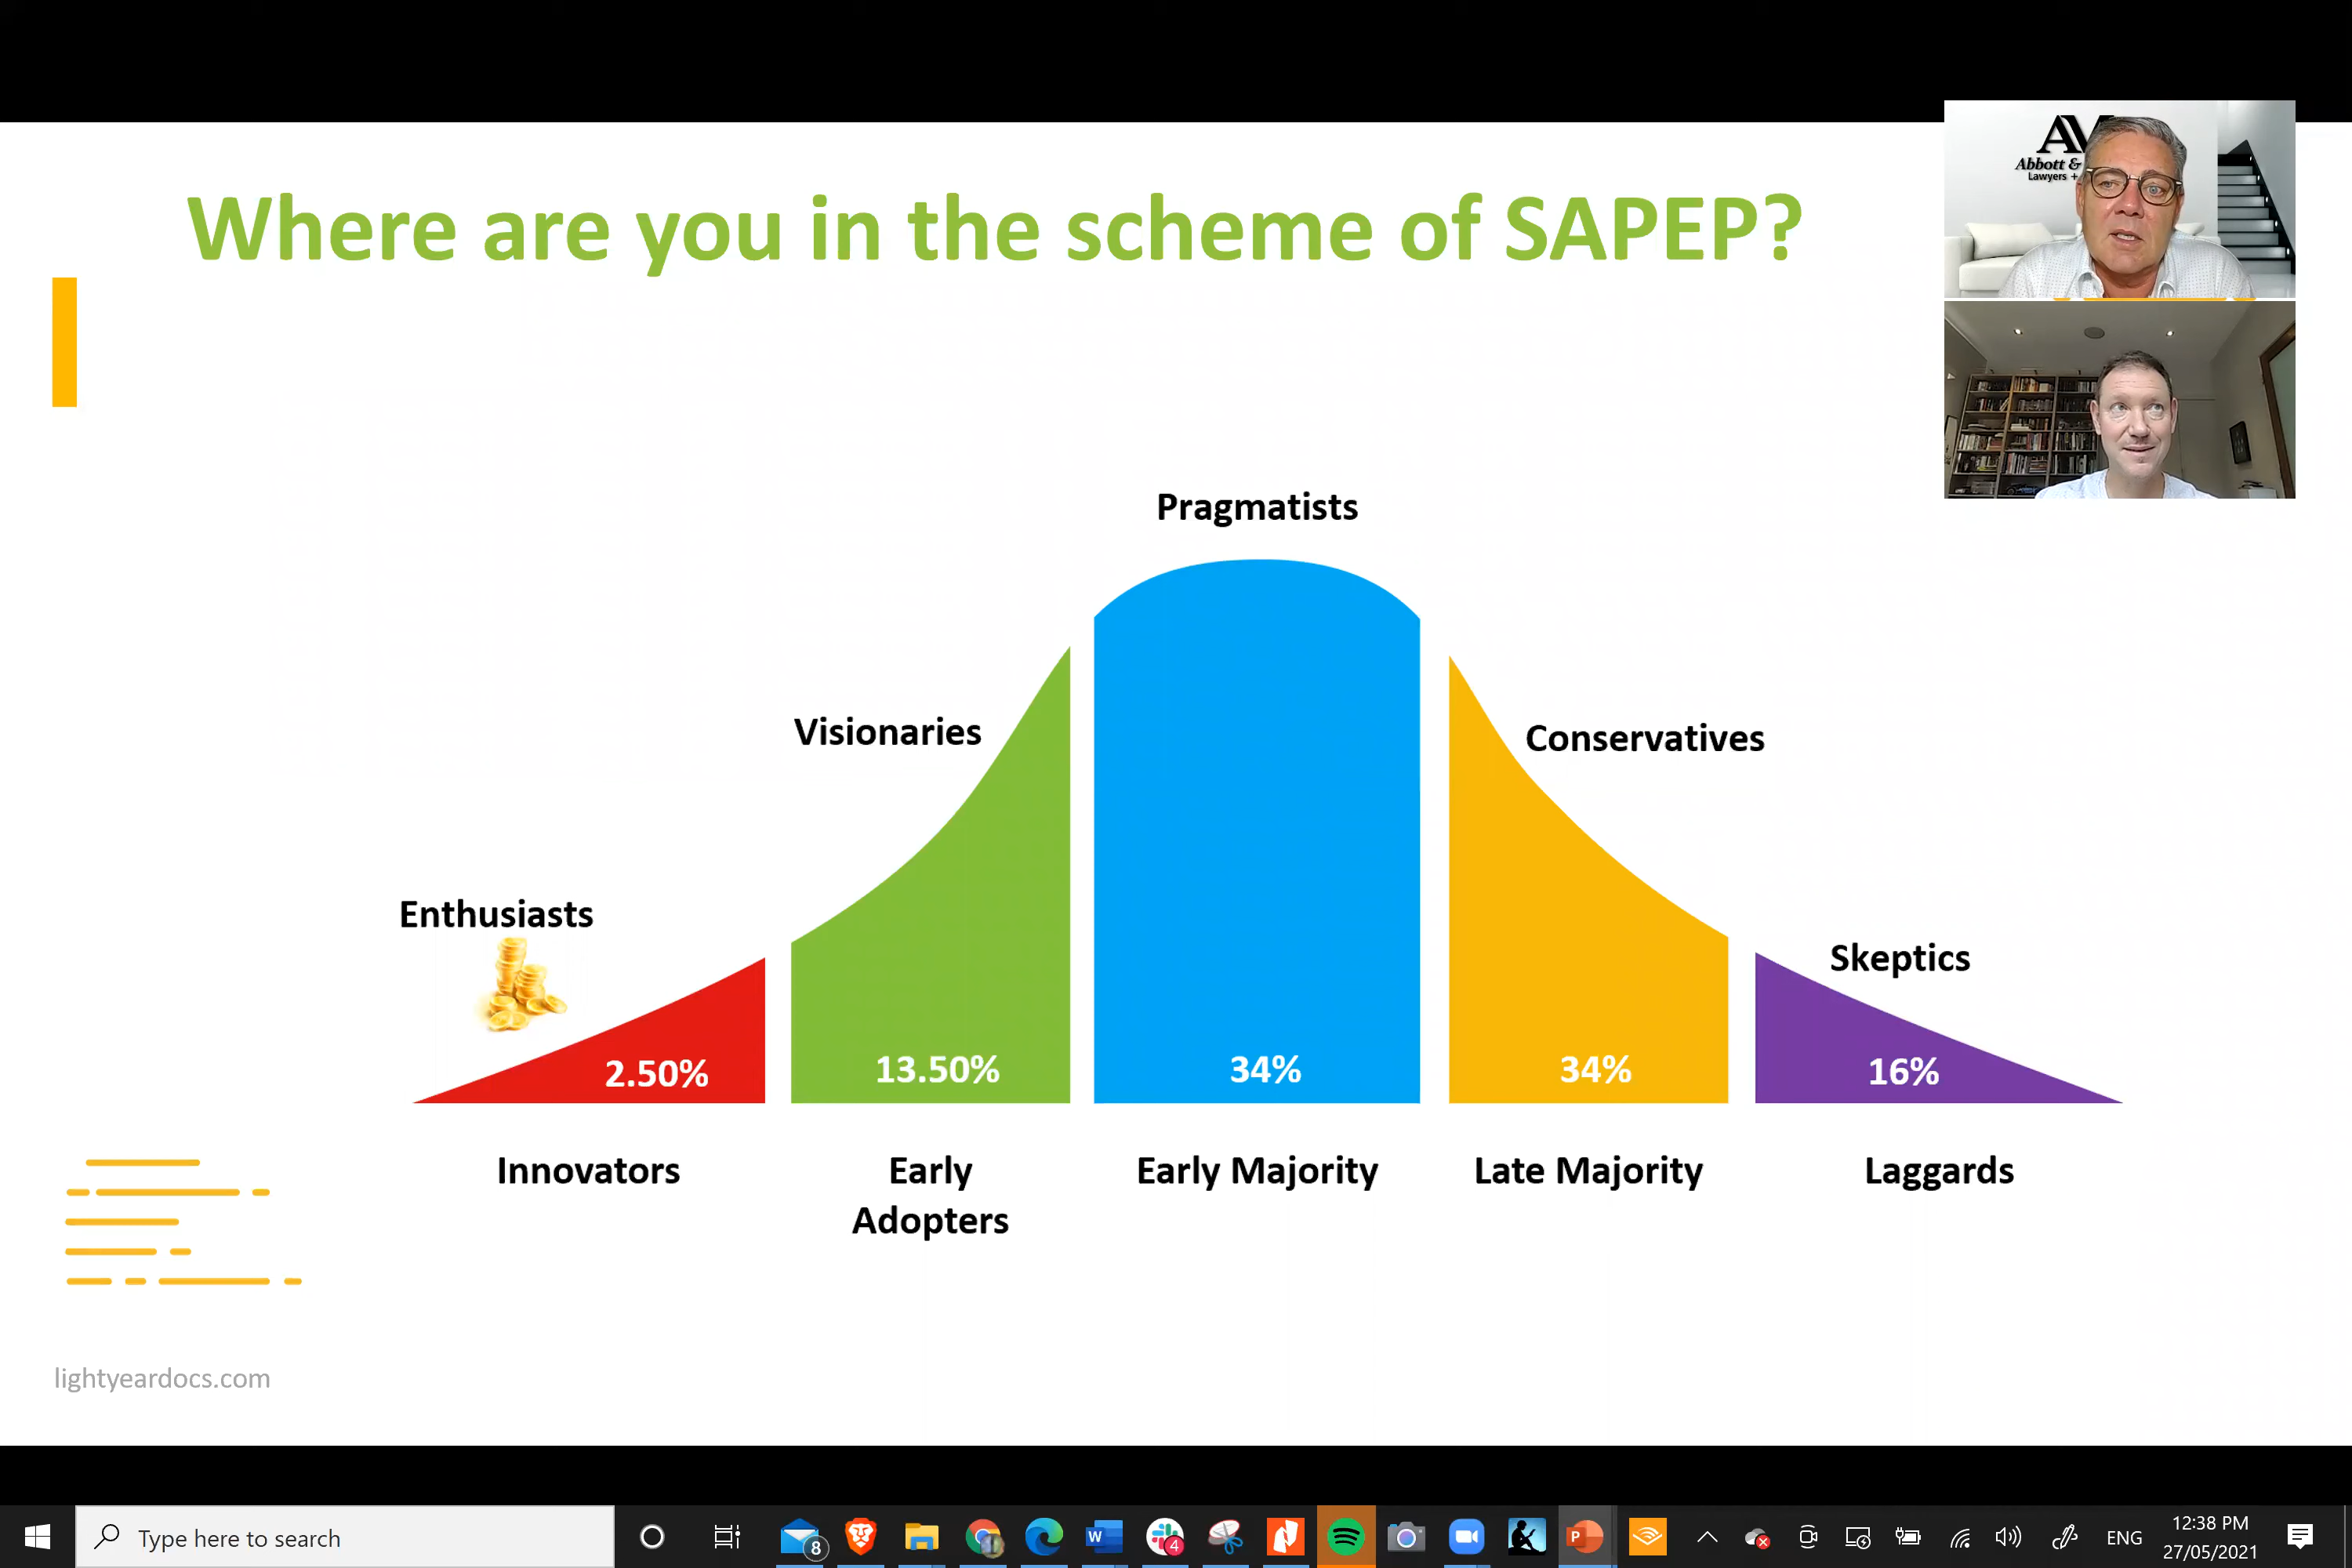 Where are you in the scheme of SAPEP?
AV
Abbott &
Lawyers +
Pragmatists
Visionaries
Conservatives
Enthusiasts
Skeptics
2.50%
13.50%
34%
34%
16%
Innovators
Early
Adopters
Early Majority
Late Majority
Laggards
lightyeardocs.com
Type here to search
8
W
4
P
ENG
12:38 PM
27/05/2021